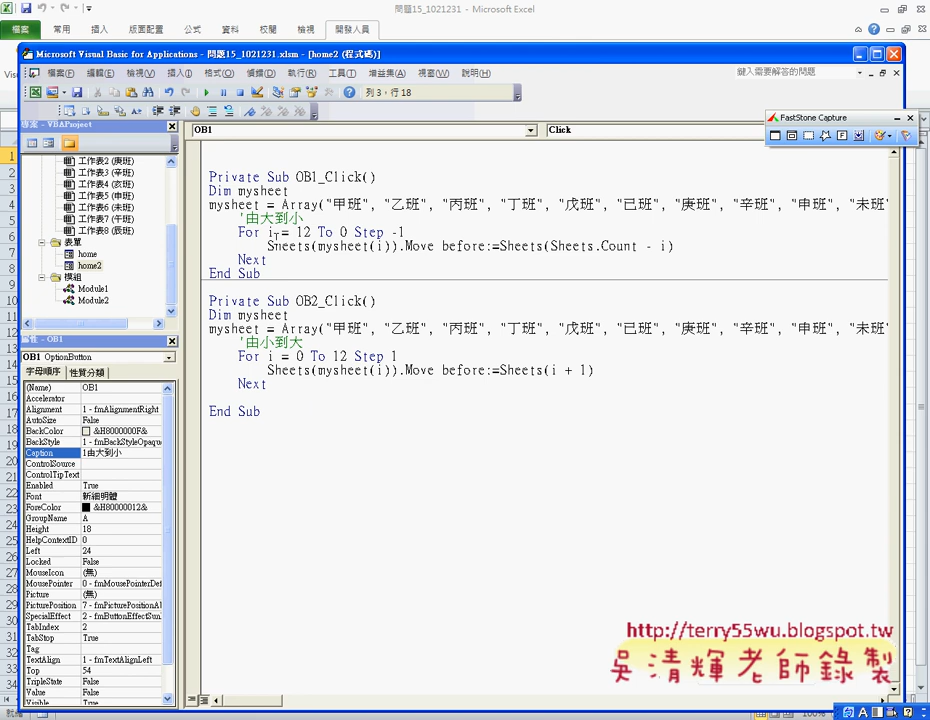 問題15_1021231.xlsm - Microsoft Excel
檔案 常用 插入 版面配置 公式 資料 校閱 檢視 開發人員
Microsoft Visual Basic for Applications - 問題15_1021231.xlsm - [home2 (程式碼)]
檔案(F) 編輯(E) 檢視(V) 插入(I) 格式(O) 偵錯(D) 執行(R) 工具(T) 增益集(A) 視窗(W) 說明(H) 鍵入需要解答的問題
列 3，行 18
FastStone Capture
專案 - VBAProject
OB1 Click
工作表2 (庚班)
工作表3 (辛班)
工作表4 (亥班)
工作表5 (申班)
工作表6 (未班)
工作表7 (午班)
工作表8 (辰班)
表單
home
home2
模組
Module1
Module2
Private Sub OB1_Click()
Dim mysheet
mysheet = Array("甲班", "乙班", "丙班", "丁班", "戊班", "已班", "庚班", "辛班", "申班", "未班"
'由大到小
For i = 12 To 0 Step -1
Sheets(mysheet(i)).Move before:=Sheets(Sheets.Count - i)
Next
End Sub
Private Sub OB2_Click()
Dim mysheet
mysheet = Array("甲班", "乙班", "丙班", "丁班", "戊班", "已班", "庚班", "辛班", "申班", "未班"
'由小到大
For i = 0 To 12 Step 1
Sheets(mysheet(i)).Move before:=Sheets(i + 1)
Next
End Sub
屬性 - OB1
OB1 OptionButton
字母順序 性質分類
(Name) OB1
Accelerator
Alignment 1 - fmAlignmentRight
AutoSize False
BackColor &H8000000F&
BackStyle 1 - fmBackStyleOpaqu
Caption 1由大到小
ControlSource
ControlTipText
Enabled True
Font 新細明體
ForeColor &H80000012&
GroupName A
Height 18
HelpContextID 0
Left 24
Locked False
MouseIcon (無)
MousePointer 0 - fmMousePointerDef
Picture (無)
PicturePosition 7 - fmPicturePositionA
SpecialEffect 2 - fmButtonEffectSun
TabIndex 2
TabStop True
Tag
TextAlign 1 - fmTextAlignLeft
Top 54
TripleState False
Value False
Visible True
http://terry55wu.blogspot.tw
吳清輝老師錄製